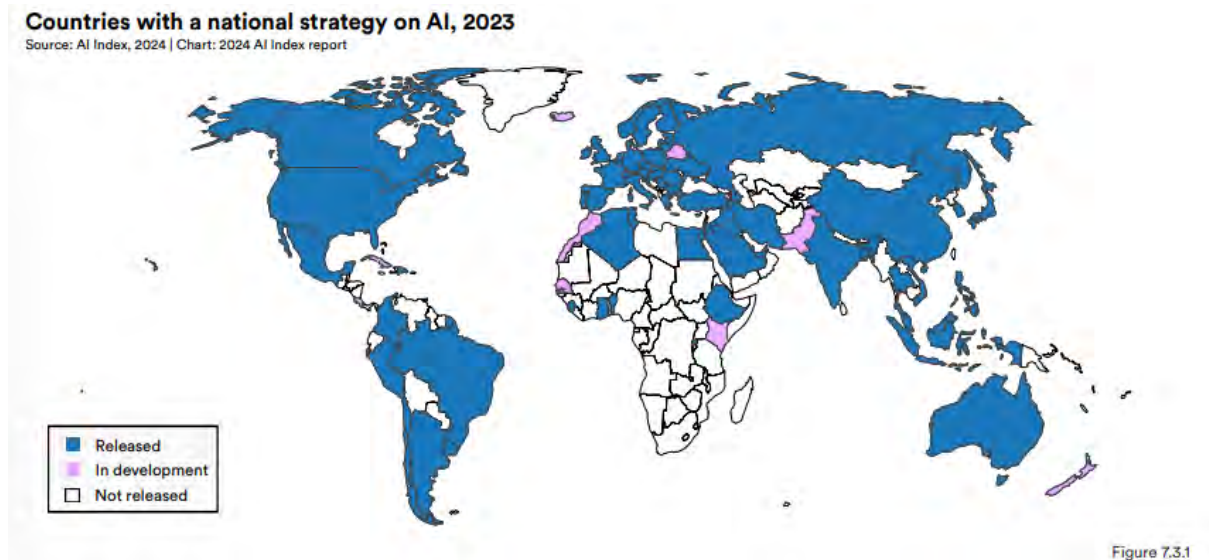 Countries with a national strategy on AI, 2023
Source: AI Index, 2024 | Chart: 2024 AI Index report
Released
In development
Not released
Figure 7.3.1